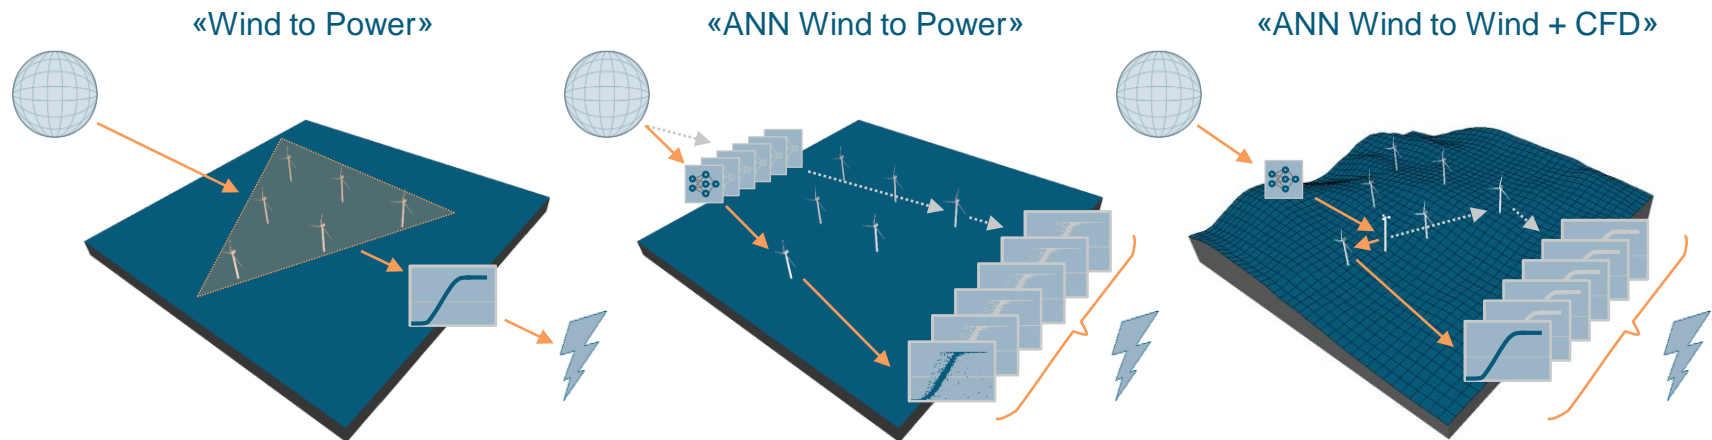 «Wind to Power»
«ANN Wind to Power»
«ANN Wind to Wind + CFD»